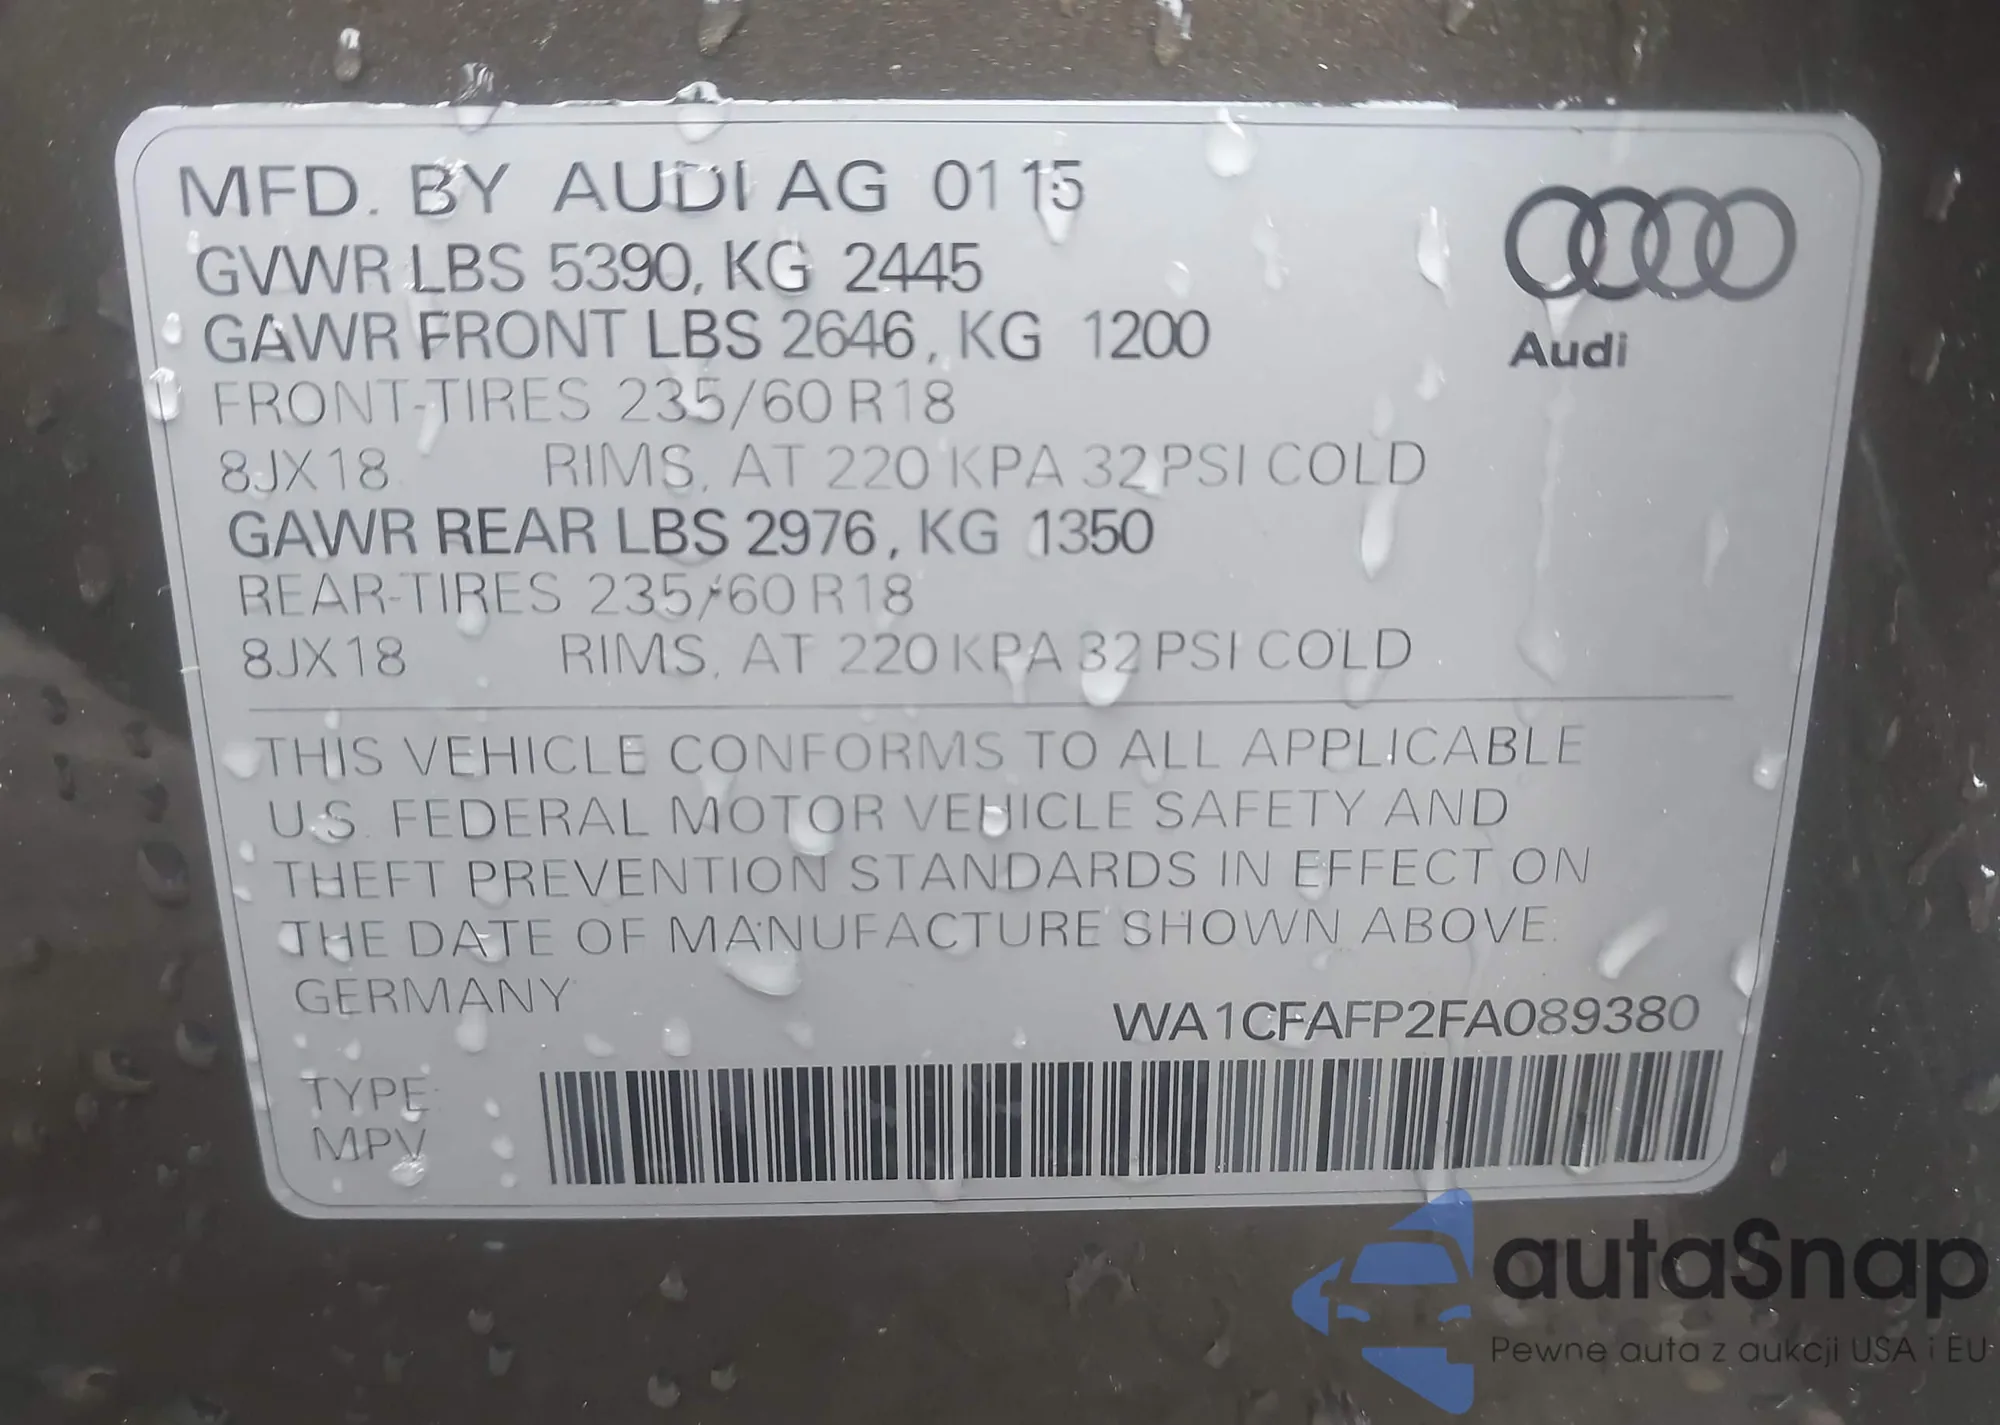 MFD. BY AUDI AG 01 15
GVWR LBS 5390, KG 2445
GAWR FRONT LBS 2646, KG 1200
FRONT-TIRES 235/60 R18
8JX18 RIMS, AT 220 KPA 32 PSI COLD
GAWR REAR LBS 2976, KG 1350
REAR-TIRES 235/60 R18
8JX18 RIMS, AT 220 KPA 32 PSI COLD
Audi
THIS VEHICLE CONFORMS TO ALL APPLICABLE
U.S. FEDERAL MOTOR VEHICLE SAFETY AND
THEFT PREVENTION STANDARDS IN EFFECT ON
THE DATE OF MANUFACTURE SHOWN ABOVE.
GERMANY
WA1CFAFP2FA089380
TYPE
MPV
autaSnap
Pewne auta z aukcji USA i EU